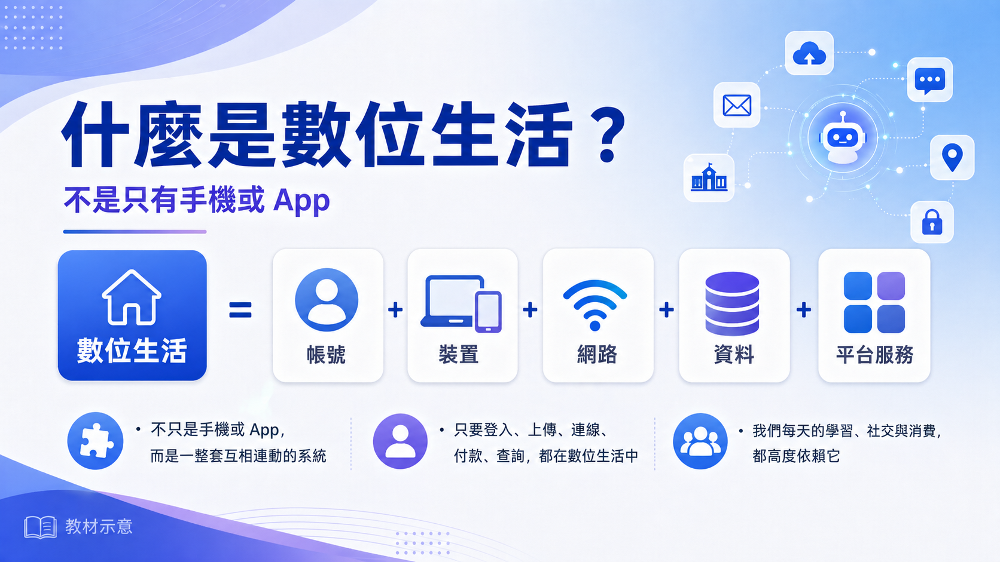 什麼是數位生活？
不是只有手機或 App
數位生活
=
帳號
+
裝置
+
網路
+
資料
+
平台服務
• 不只是手機或 App，
而是一整套互相連動的系統
• 只要登入、上傳、連線、
付款、查詢，都在數位生活中
• 我們每天的學習、社交與消費，
都高度依賴它
教材示意